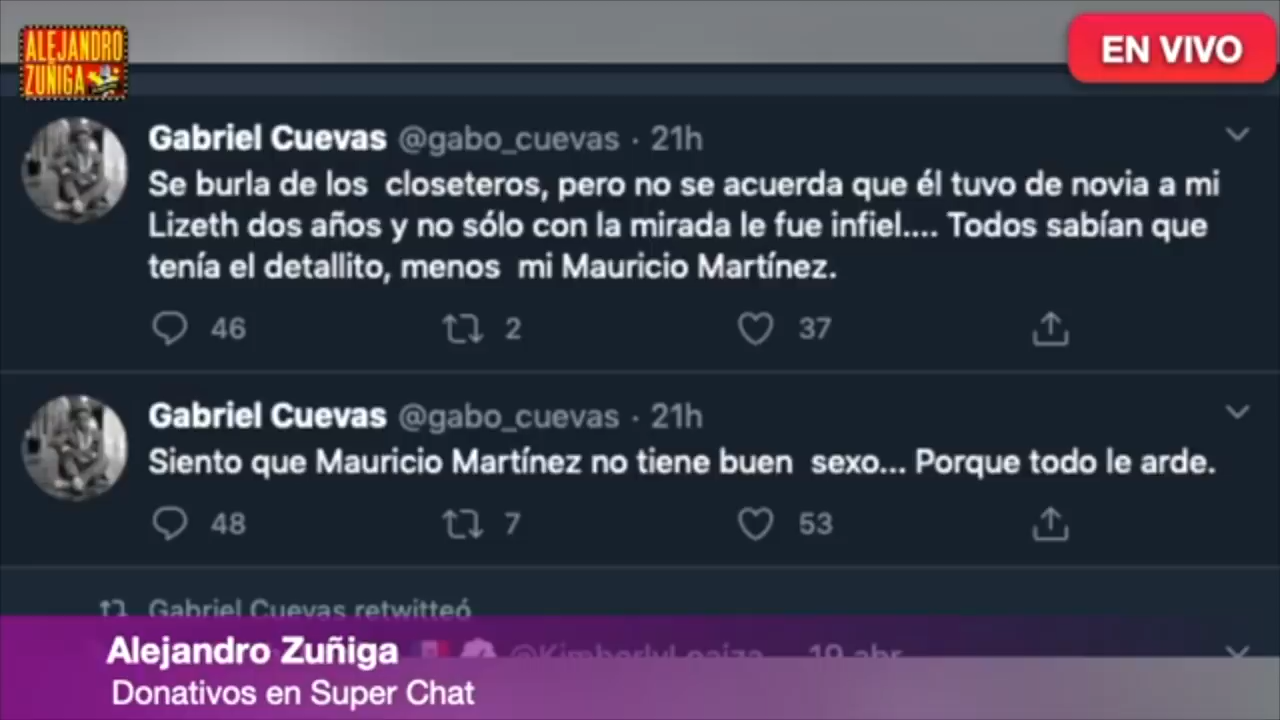 ALEJANDRO
ZUÑIGA
EN VIVO
Gabriel Cuevas @gabo_cuevas · 21h
Se burla de los closeteros, pero no se acuerda que él tuvo de novia a mi
Lizeth dos años y no sólo con la mirada le fue infiel.... Todos sabían que
tenía el detallito, menos mi Mauricio Martínez.
46 2 37
Gabriel Cuevas @gabo_cuevas · 21h
Siento que Mauricio Martínez no tiene buen sexo... Porque todo le arde.
48 7 53
Gabriel Cuevas retwitteó
@KimberlyLoaiza 19 abr
Alejandro Zuñiga
Donativos en Super Chat